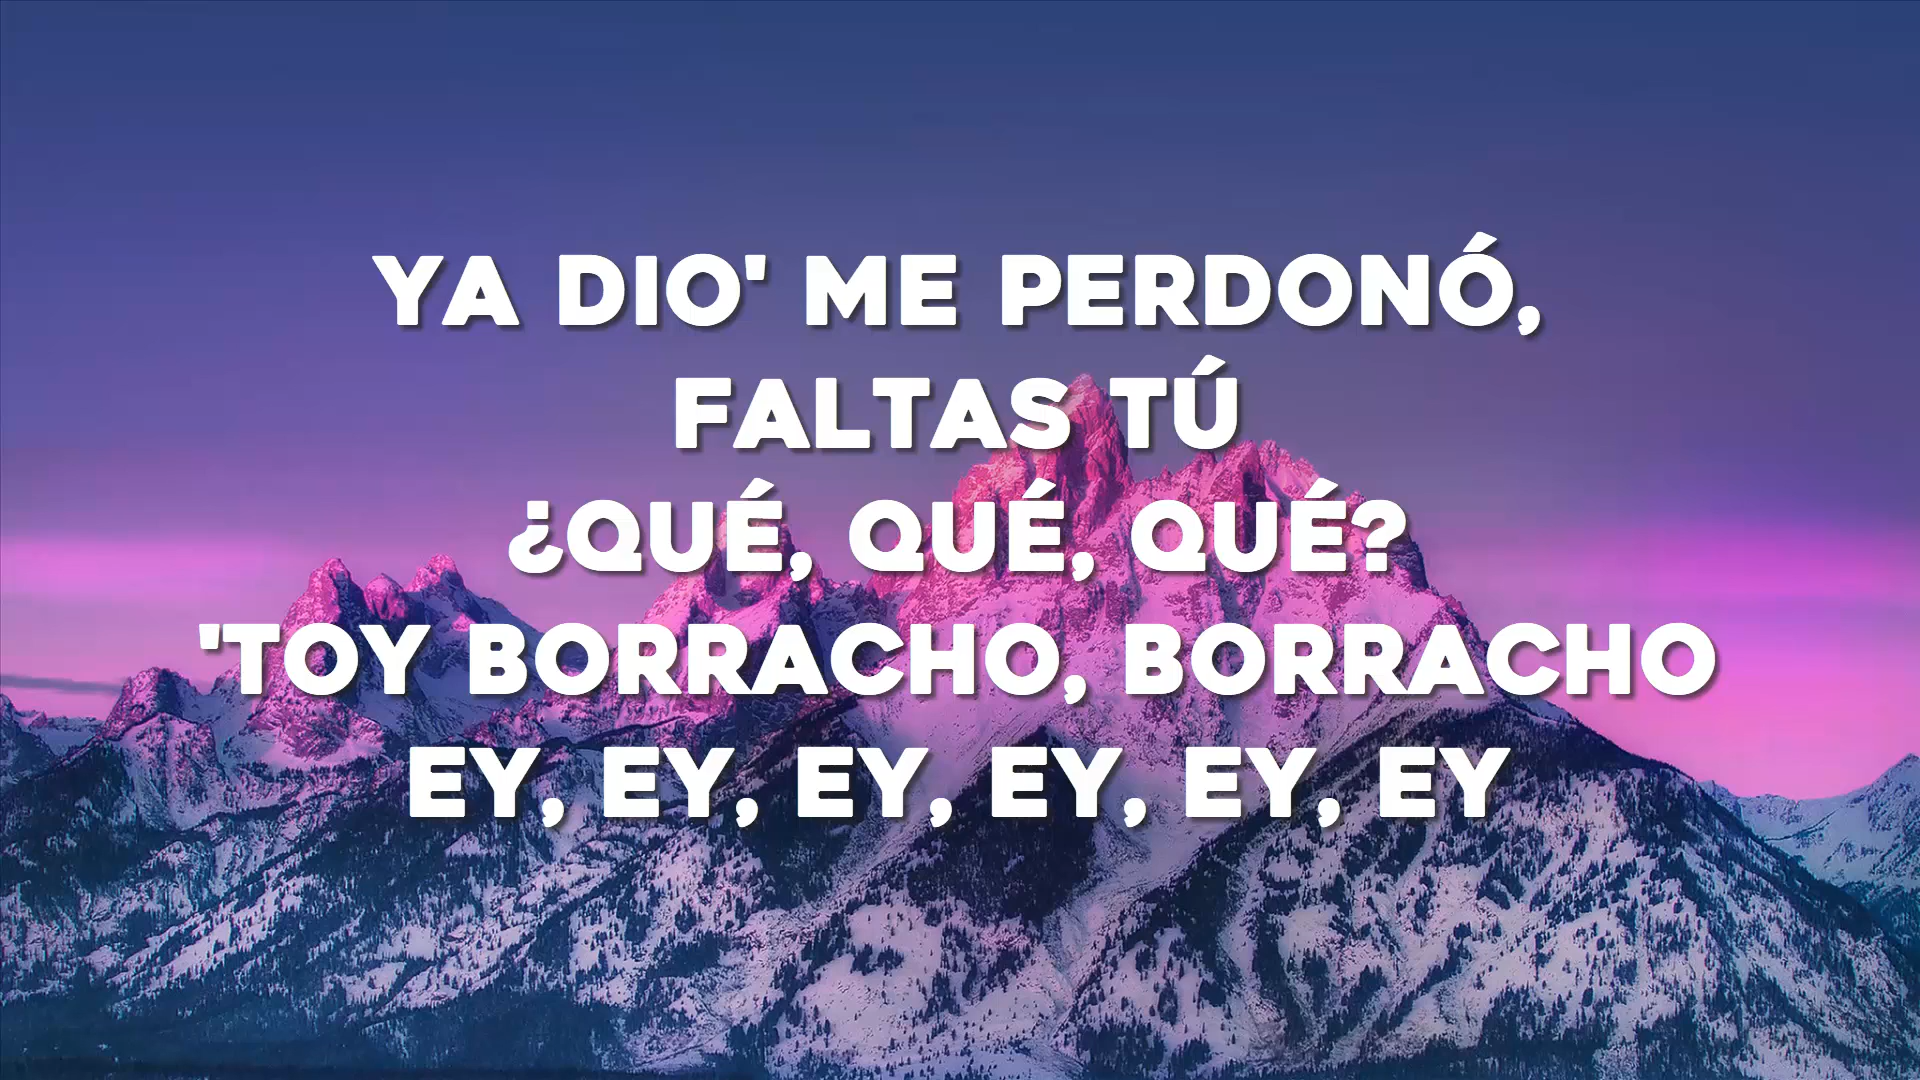 YA DIO' ME PERDONÓ,
FALTAS TÚ
¿QUÉ, QUÉ, QUÉ?
'TOY BORRACHO, BORRACHO
EY, EY, EY, EY, EY, EY